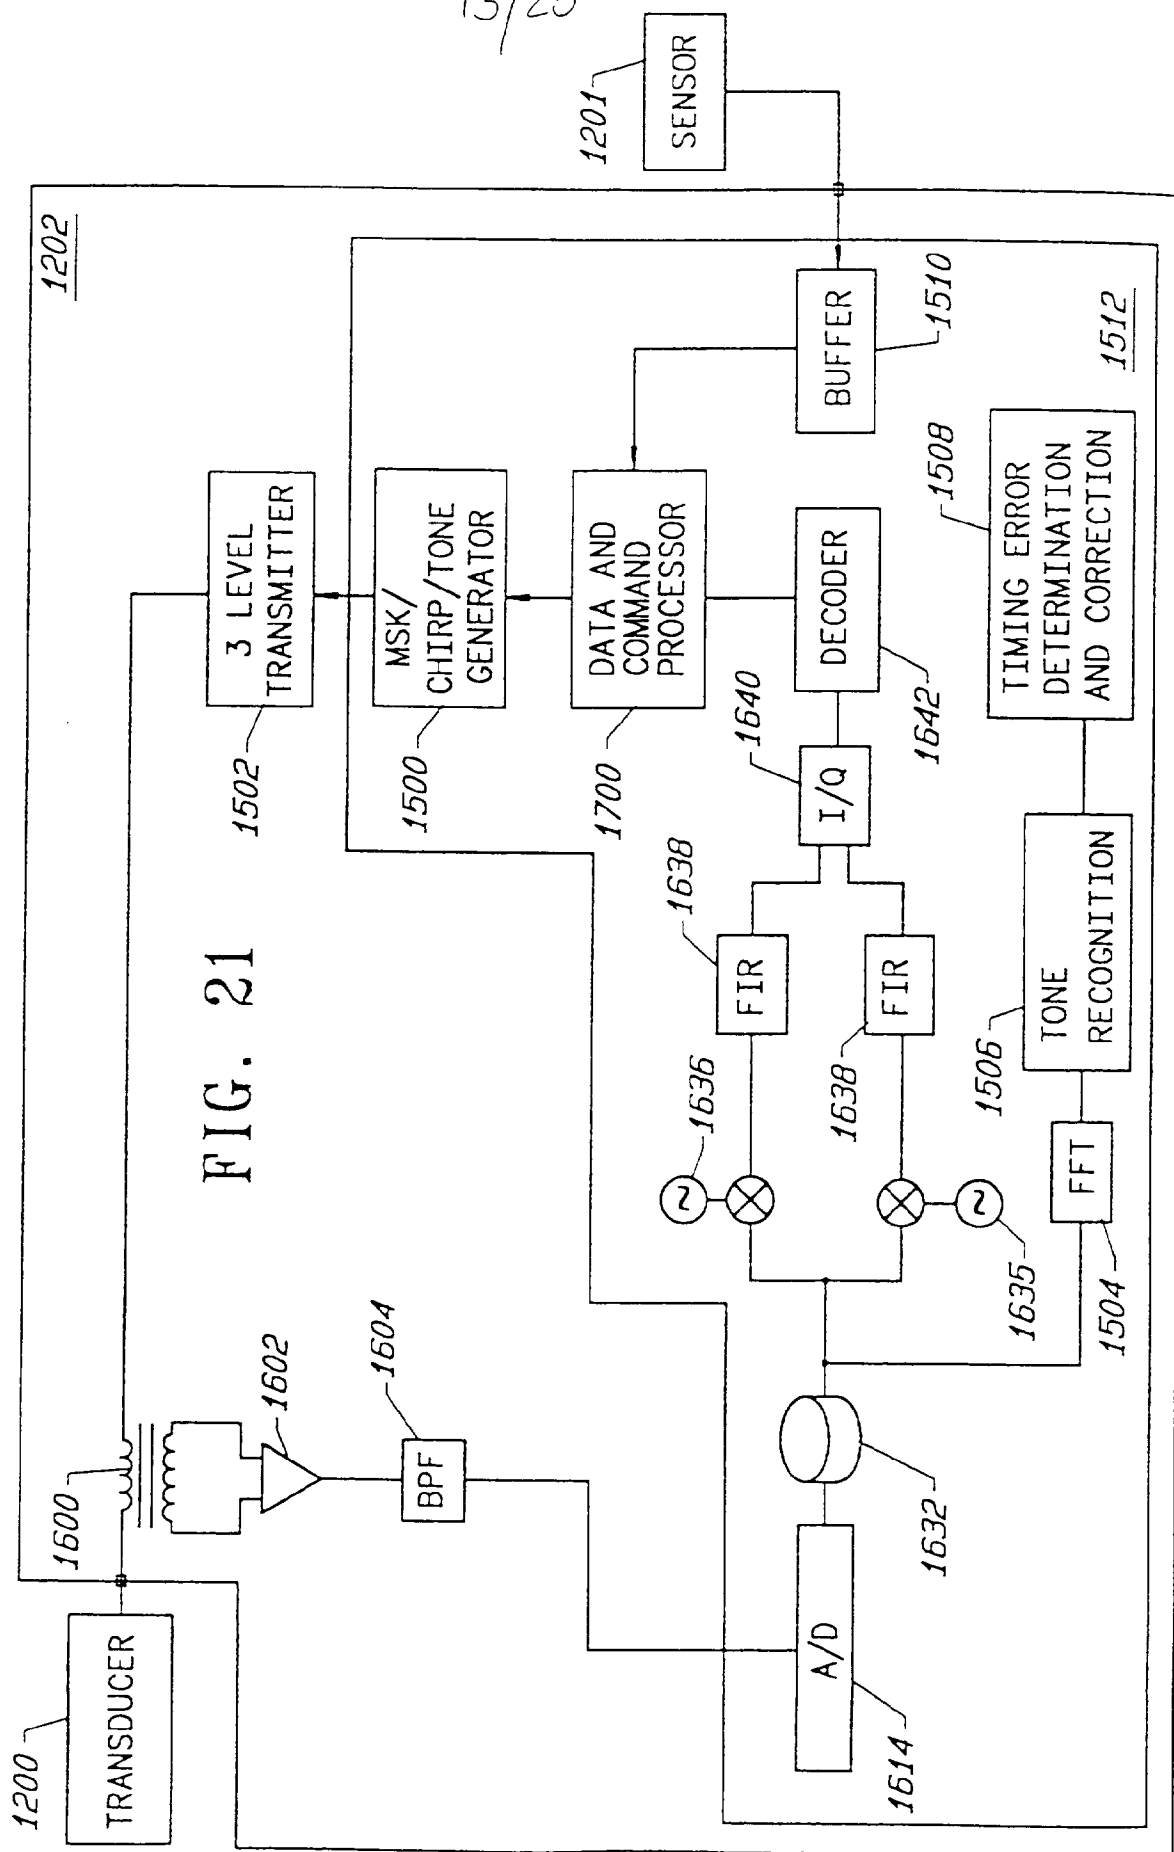 13/25
1200
TRANSDUCER
1600
1602
1604
BPF
FIG. 21
1202
3 LEVEL
TRANSMITTER
1502
MSK/
CHIRP/TONE
GENERATOR
1500
DATA AND
COMMAND
PROCESSOR
1700
1201
SENSOR
BUFFER
1510
DECODER
1642
I/Q
1640
FIR
1638
FIR
1638
1636
1635
A/D
1614
1632
FFT
1504
TONE
RECOGNITION
1506
TIMING ERROR
DETERMINATION
AND CORRECTION
1508
1512